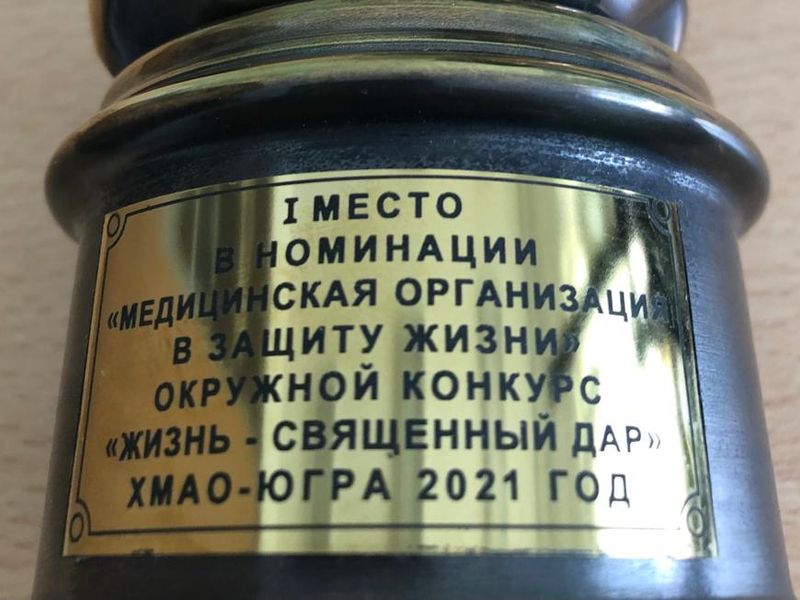 I МЕСТО
В НОМИНАЦИИ
«МЕДИЦИНСКАЯ ОРГАНИЗАЦИЯ
В ЗАЩИТУ ЖИЗНИ»
ОКРУЖНОЙ КОНКУРС
«ЖИЗНЬ - СВЯЩЕННЫЙ ДАР»
ХМАО-ЮГРА 2021 ГОД